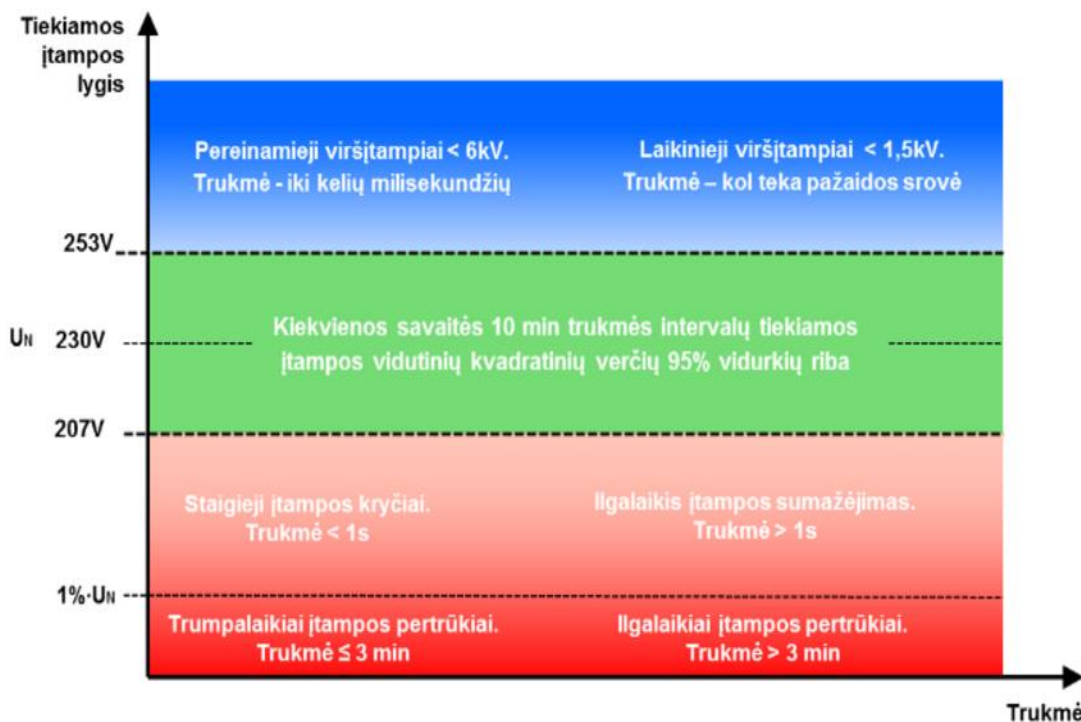 Tiekiamos
įtampos
lygis
Pereinamieji viršįtampiai < 6kV.
Trukmė - iki kelių milisekundžių
Laikinieji viršįtampiai < 1,5kV.
Trukmė – kol teka pažaidos srovė
253V
Kiekvienos savaitės 10 min trukmės intervalų tiekiamos
įtampos vidutinių kvadratinių verčių 95% vidurkių riba
UN 230V
207V
Staigieji įtampos kryčiai.
Trukmė < 1s
Ilgalaikis įtampos sumažėjimas.
Trukmė > 1s
1%·UN
Trumpalaikiai įtampos pertrūkiai.
Trukmė ≤ 3 min
Ilgalaikiai įtampos pertrūkiai.
Trukmė > 3 min
Trukmė